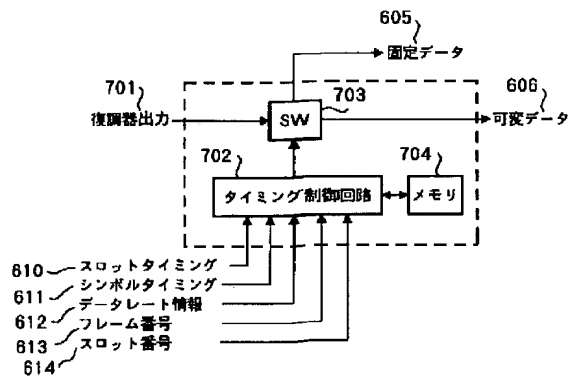 605
固定データ
701
復調器出力
703
SW
606
可変データ
702
タイミング制御回路
704
メモリ
610 スロットタイミング
611 シンボルタイミング
612 データレート情報
613 フレーム番号
614 スロット番号